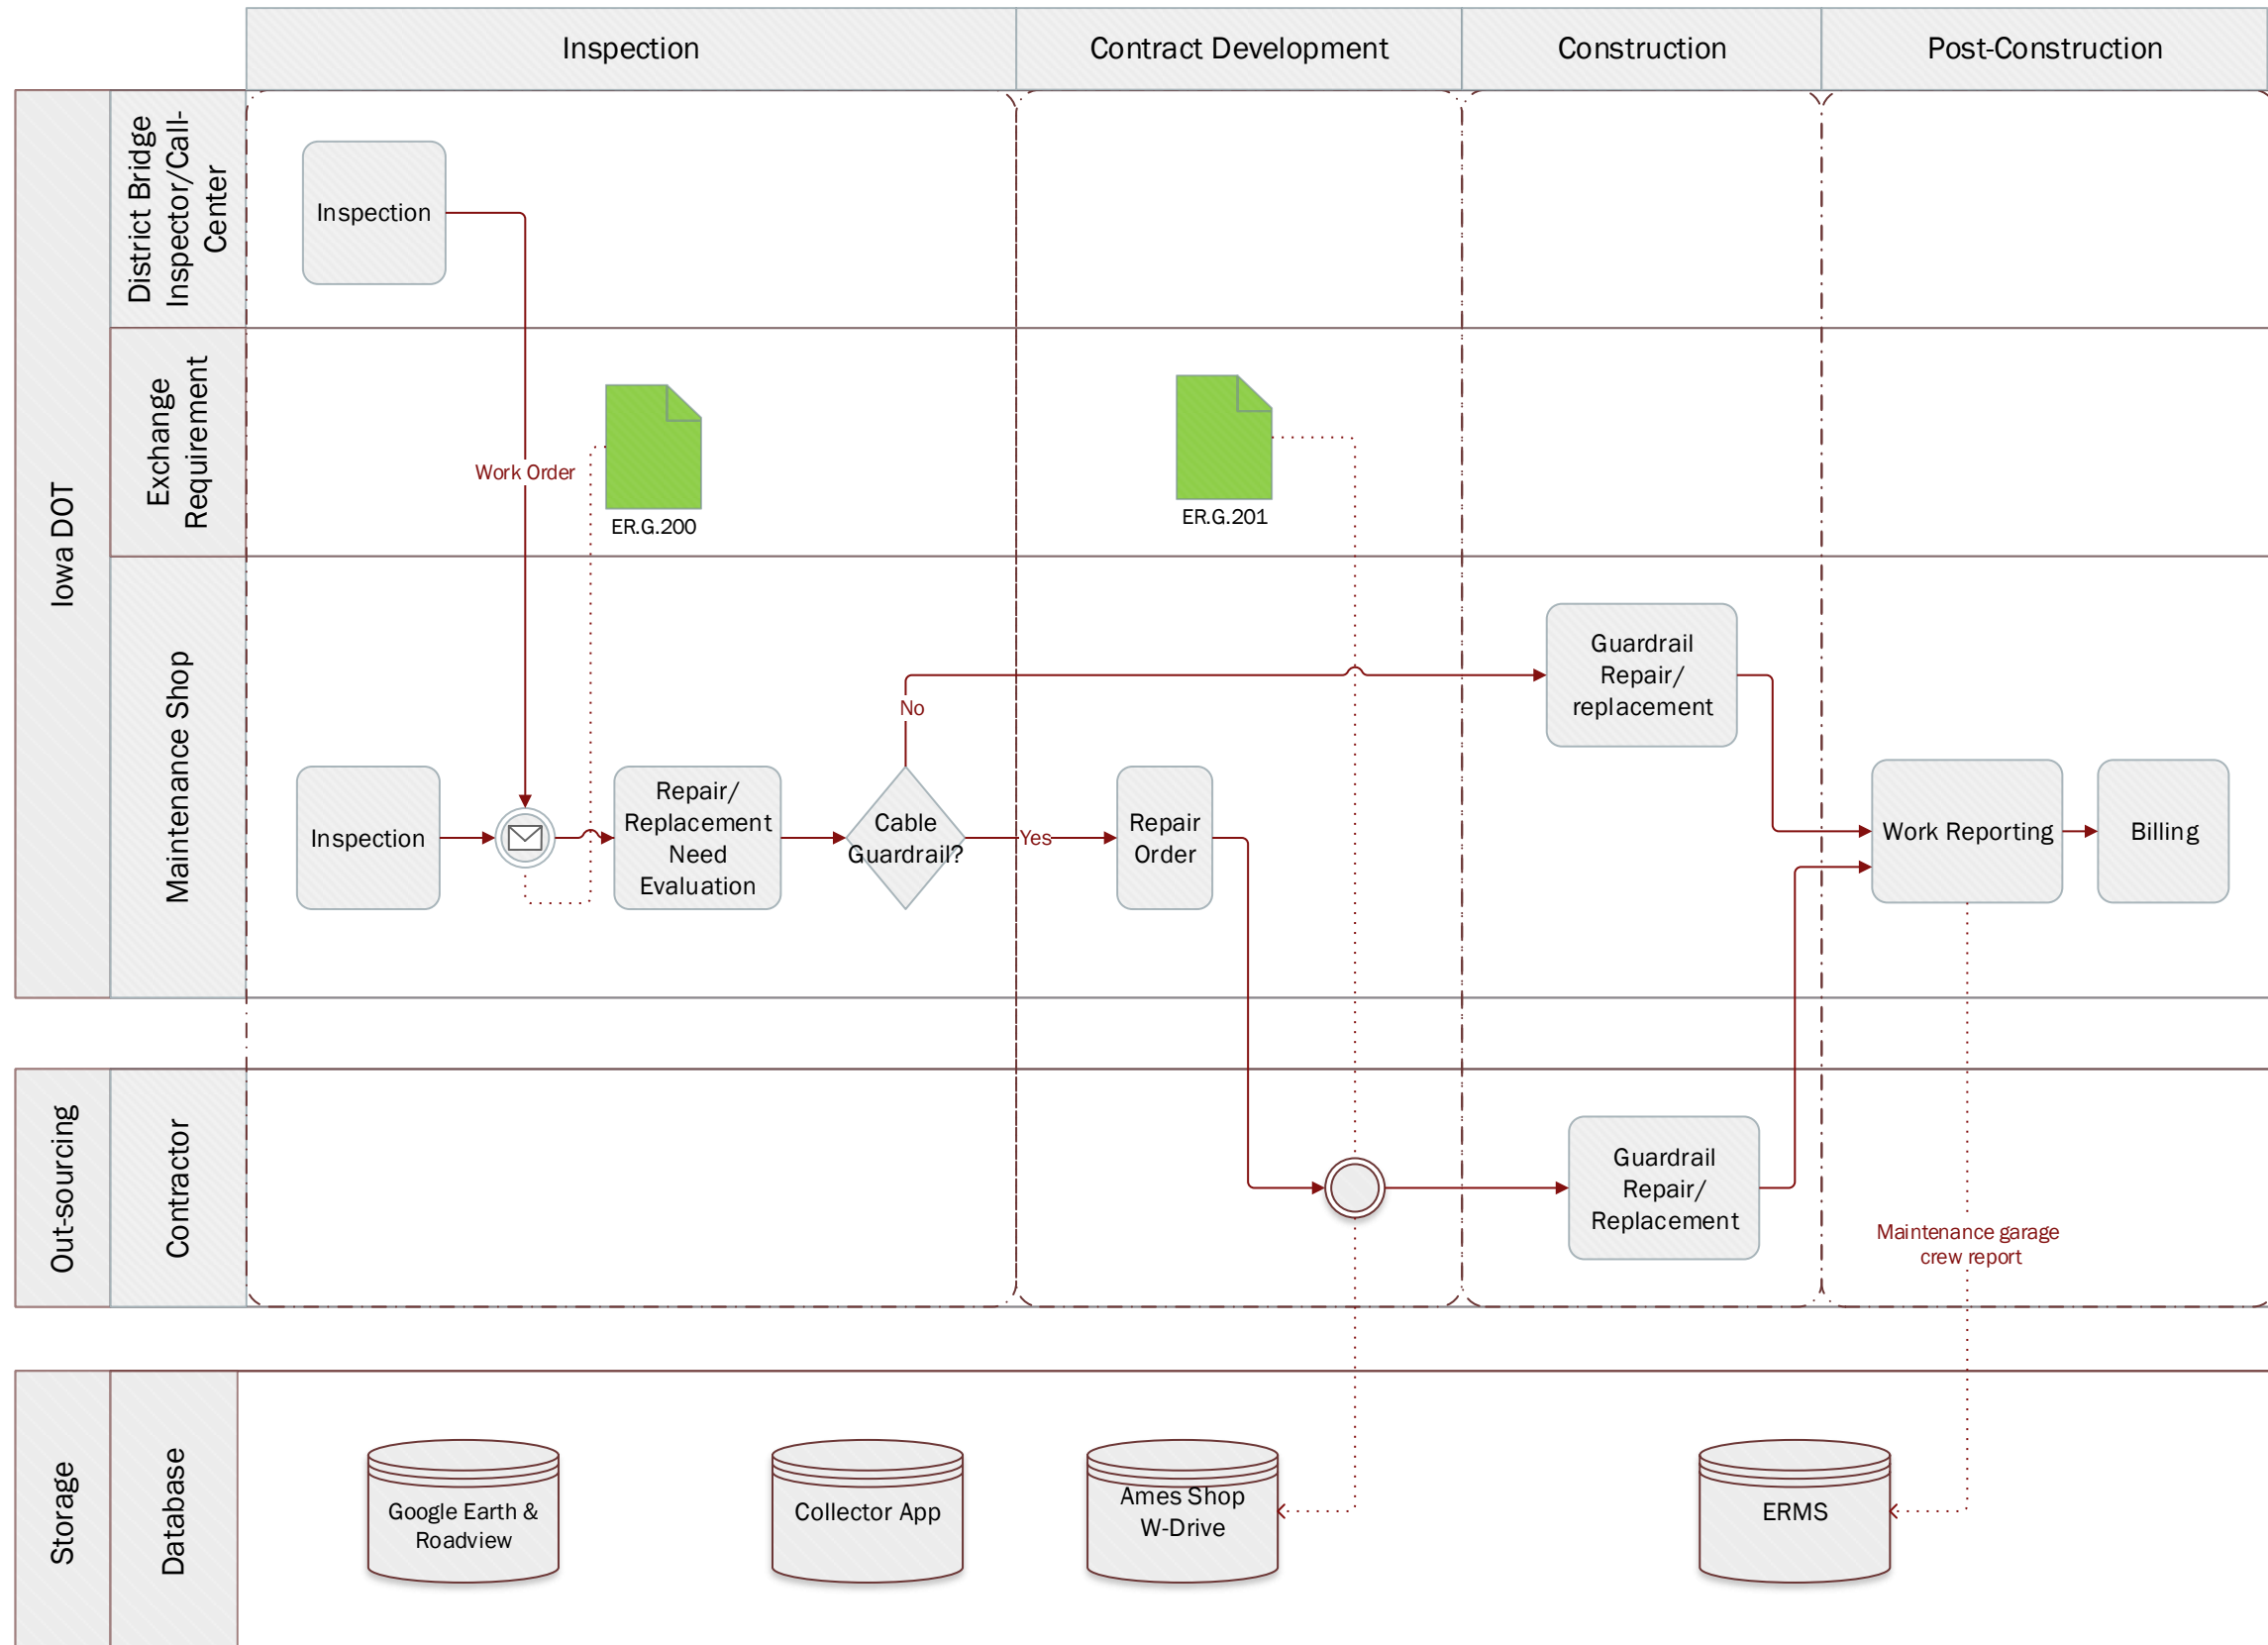 Inspection
Contract Development
Construction
Post-Construction
Iowa DOT
District Bridge
Inspector/Call-
Center
Inspection
Exchange
Requirement
Work Order
ER.G.200
ER.G.201
Maintenance Shop
Inspection
Repair/
Replacement
Need
Evaluation
Cable
Guardrail?
No
Yes
Repair
Order
Guardrail
Repair/
replacement
Work Reporting
Billing
Out-sourcing
Contractor
Guardrail
Repair/
Replacement
Maintenance garage
crew report
Storage
Database
Google Earth &
Roadview
Collector App
Ames Shop
W-Drive
ERMS